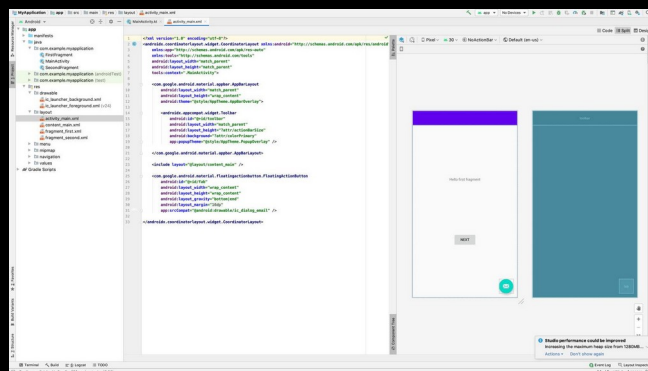 MyApplication app src main res layout activity_main.xml
app No Devices
Android
MainActivity.kt activity_main.xml
Code Split Design
app
manifests
java
com.example.myapplication
FirstFragment
MainActivity
SecondFragment
com.example.myapplication (androidTest)
com.example.myapplication (test)
res
drawable
ic_launcher_background.xml
ic_launcher_foreground.xml (v24)
layout
activity_main.xml
content_main.xml
fragment_first.xml
fragment_second.xml
menu
mipmap
navigation
values
Gradle Scripts
<?xml version="1.0" encoding="utf-8"?>
<androidx.coordinatorlayout.widget.CoordinatorLayout xmlns:android="http://schemas.android.com/apk/res/android
xmlns:app="http://schemas.android.com/apk/res-auto"
xmlns:tools="http://schemas.android.com/tools"
android:layout_width="match_parent"
android:layout_height="match_parent"
tools:context=".MainActivity">
<com.google.android.material.appbar.AppBarLayout
android:layout_width="match_parent"
android:layout_height="wrap_content"
android:theme="@style/AppTheme.AppBarOverlay">
<androidx.appcompat.widget.Toolbar
android:id="@+id/toolbar"
android:layout_width="match_parent"
android:layout_height="?attr/actionBarSize"
android:background="?attr/colorPrimary"
app:popupTheme="@style/AppTheme.PopupOverlay" />
</com.google.android.material.appbar.AppBarLayout>
<include layout="@layout/content_main" />
<com.google.android.material.floatingactionbutton.FloatingActionButton
android:id="@+id/fab"
android:layout_width="wrap_content"
android:layout_height="wrap_content"
android:layout_gravity="bottom|end"
android:layout_margin="16dp"
app:srcCompat="@android:drawable/ic_dialog_email" />
</androidx.coordinatorlayout.widget.CoordinatorLayout>
Pixel 30 NoActionBar Default (en-us)
Hello first fragment
NEXT
Component Tree
Studio performance could be improved
Increasing the maximum heap size from 1280MB...
Actions Don't show again
Terminal Build Logcat TODO
Event Log Layout Inspector